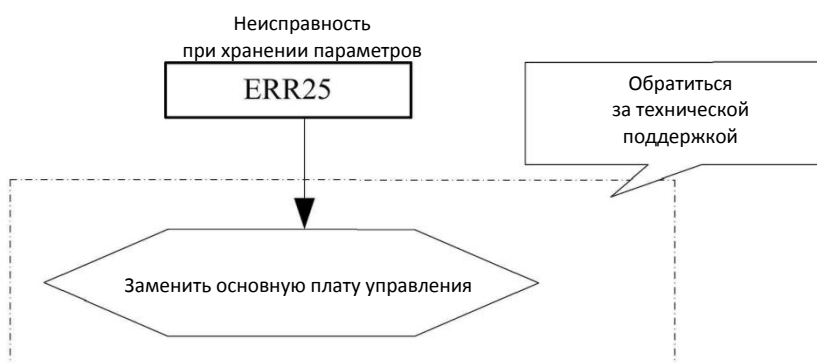 Неисправность
при хранении параметров
ERR25
Обратиться
за технической
поддержкой
Заменить основную плату управления